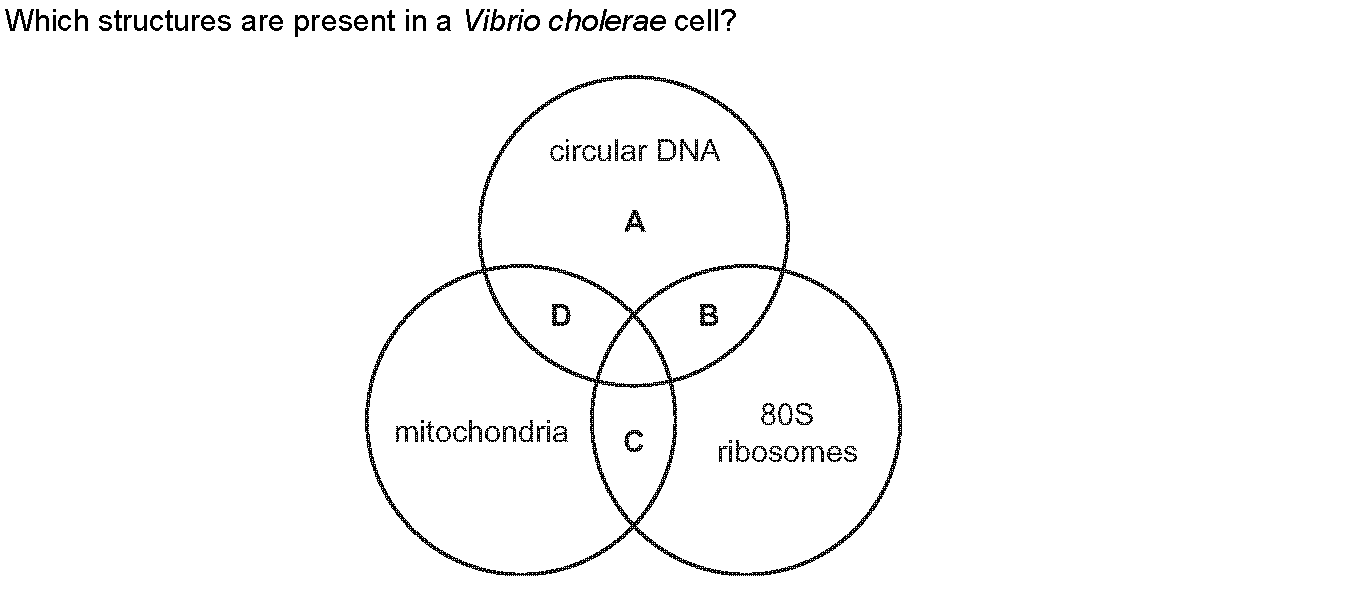 Which structures are present in a Vibrio cholerae cell?
circular DNA
A
D
B
mitochondria
C
80S
ribosomes